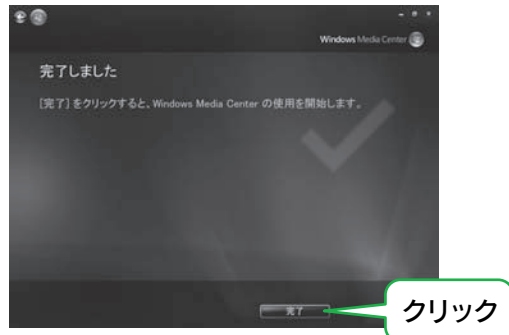 Windows Media Center
完了しました
[完了] をクリックすると、Windows Media Center の使用を開始します。
完了
クリック